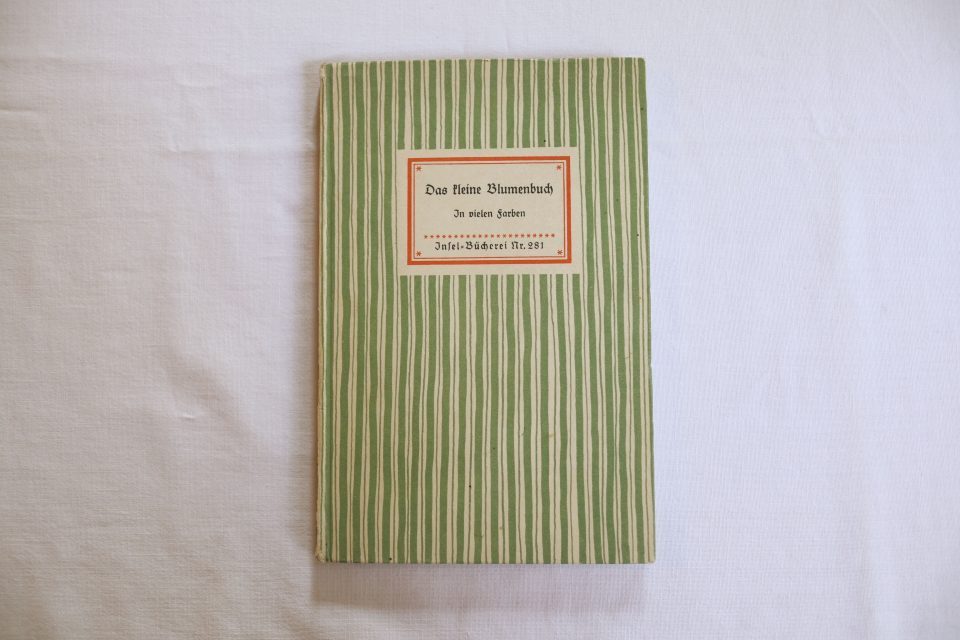 Das kleine Blumenbuch
In vielen Farben
Insel-Bücherei Nr. 281